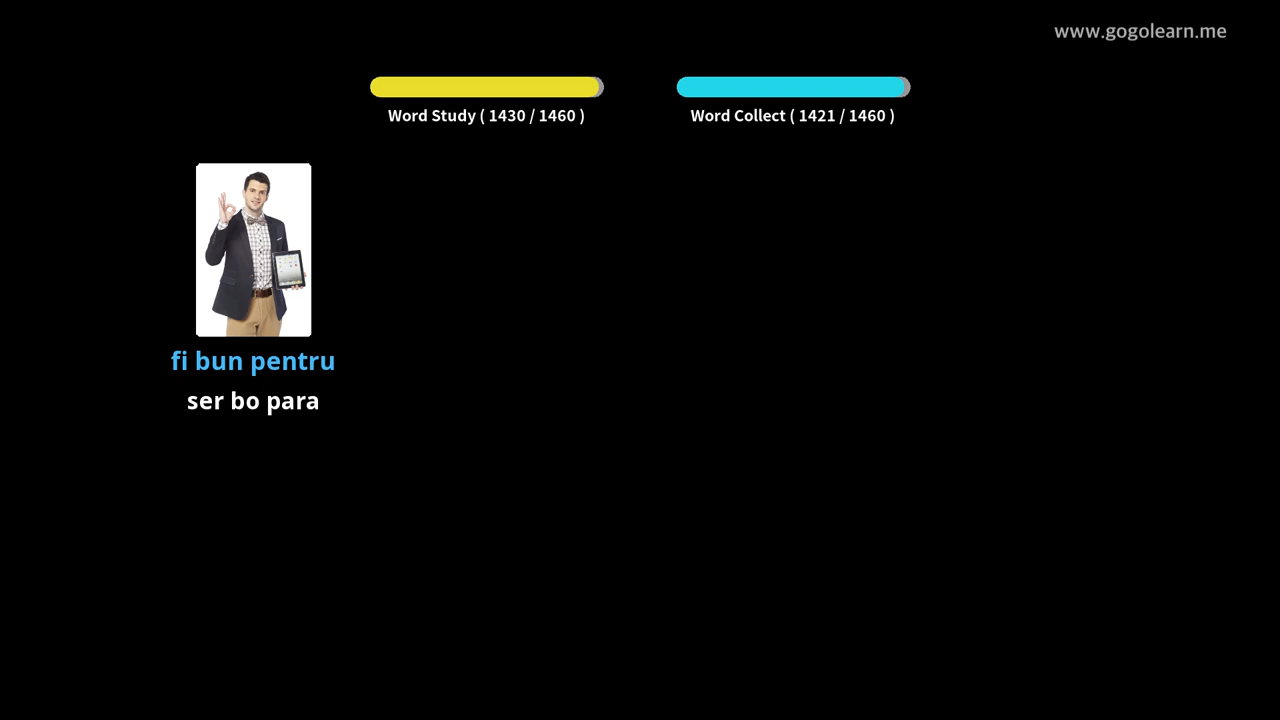 www.gogolearn.me
Word Study ( 1430 / 1460 )
Word Collect ( 1421 / 1460 )
fi bun pentru
ser bo para